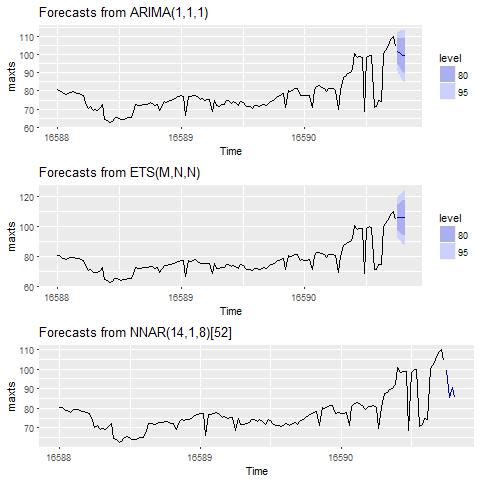 Forecasts from ARIMA(1,1,1)
110
100
90
80
70
60
maxts
16588
16589
16590
Time
level
80
95
Forecasts from ETS(M,N,N)
120
100
80
60
maxts
16588
16589
16590
Time
level
80
95
Forecasts from NNAR(14,1,8)[52]
110
100
90
80
70
maxts
16588
16589
16590
Time